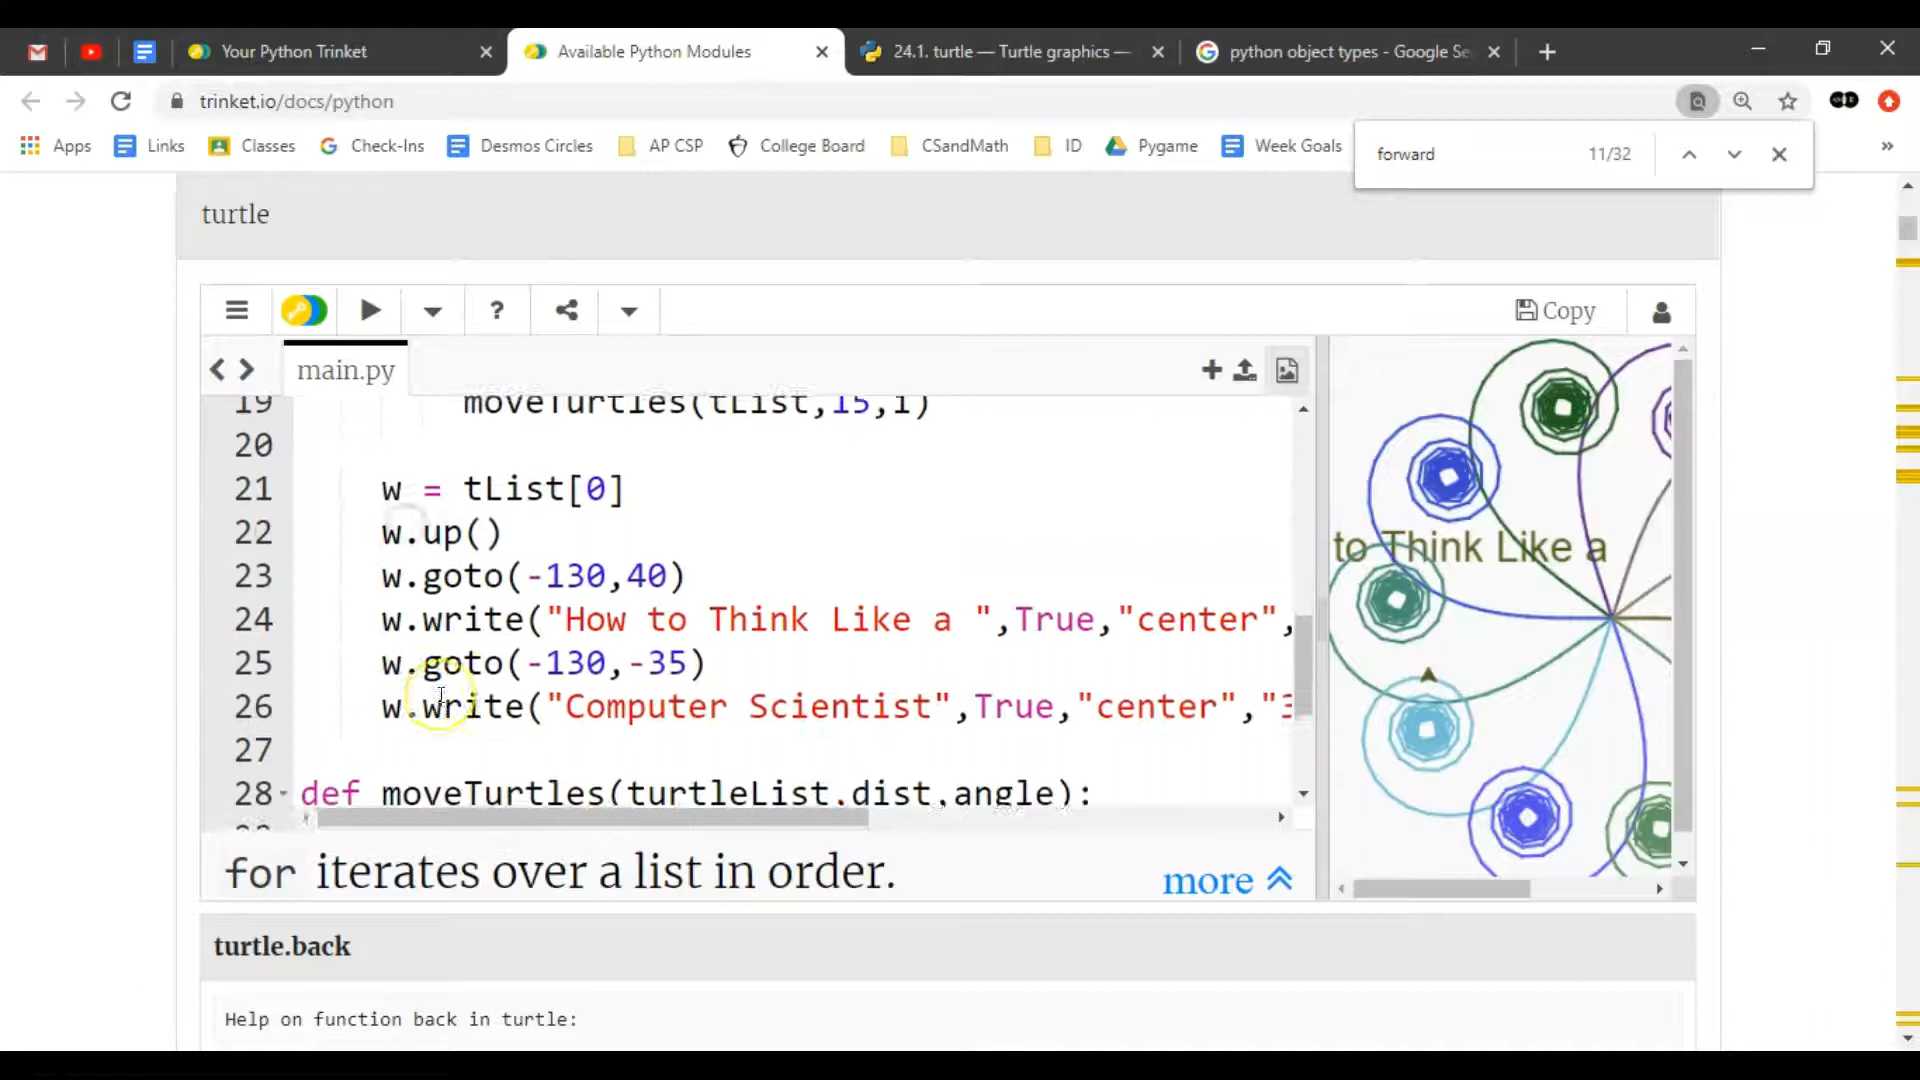 Your Python Trinket
Available Python Modules
24.1. turtle — Turtle graphics —
python object types - Google Se
trinket.io/docs/python
Apps
Links
Classes
Check-Ins
Desmos Circles
AP CSP
College Board
CSandMath
ID
Pygame
Week Goals
forward 11/32
turtle
? Copy
main.py
19 moveTurtles(tList,15,i)
20
21 w = tList[0]
22 w.up()
23 w.goto(-130,40)
24 w.write("How to Think Like a ",True,"center",
25 w.goto(-130,-35)
26 w.write("Computer Scientist",True,"center","3
27
28 def moveTurtles(turtleList,dist,angle):
to Think Like a
for iterates over a list in order.
more
turtle.back
Help on function back in turtle: